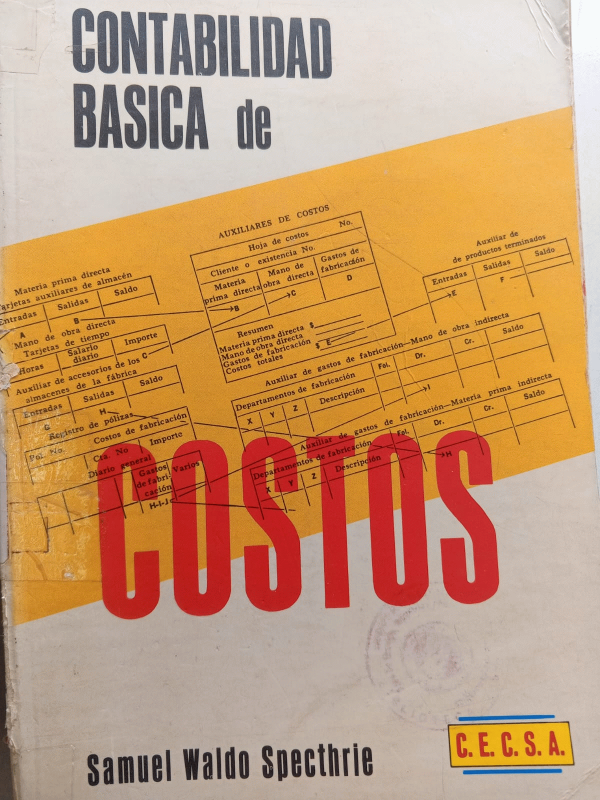 CONTABILIDAD
BASICA de
AUXILIARES DE COSTOS
Hoja de costos No.
Cliente o existencia No.
Materia prima directa
Mano de obra directa
Gastos de fabricación
B C D
Resumen
Materia prima directa $
Mano de obra directa
Gastos de fabricación
Costos totales $ E
Auxiliar de
de productos terminados
Entradas Salidas Saldo
E F
Materia prima directa
Tarjetas auxiliares de almacén
Entradas Salidas Saldo
A B
Mano de obra directa
Tarjetas de tiempo
Horas Salario diario Importe
C
Auxiliar de accesorios de los
almacenes de la fábrica
Entradas Salidas Saldo
G H
Registro de pólizas
Pol. No. Costos de fabricación
Cta. No Importe
Diario general
Gastos de fabricación Varios
H-I-J
Auxiliar de gastos de fabricación—Mano de obra indirecta
Departamentos de fabricación Fol. Dr. Cr. Saldo
X Y Z Descripción
I
Auxiliar de gastos de fabricación—Materia prima indirecta
Departamentos de fabricación Fol. Dr. Cr. Saldo
X Y Z Descripción
H
COSTOS
Samuel Waldo Specthrie
C. E. C. S. A.